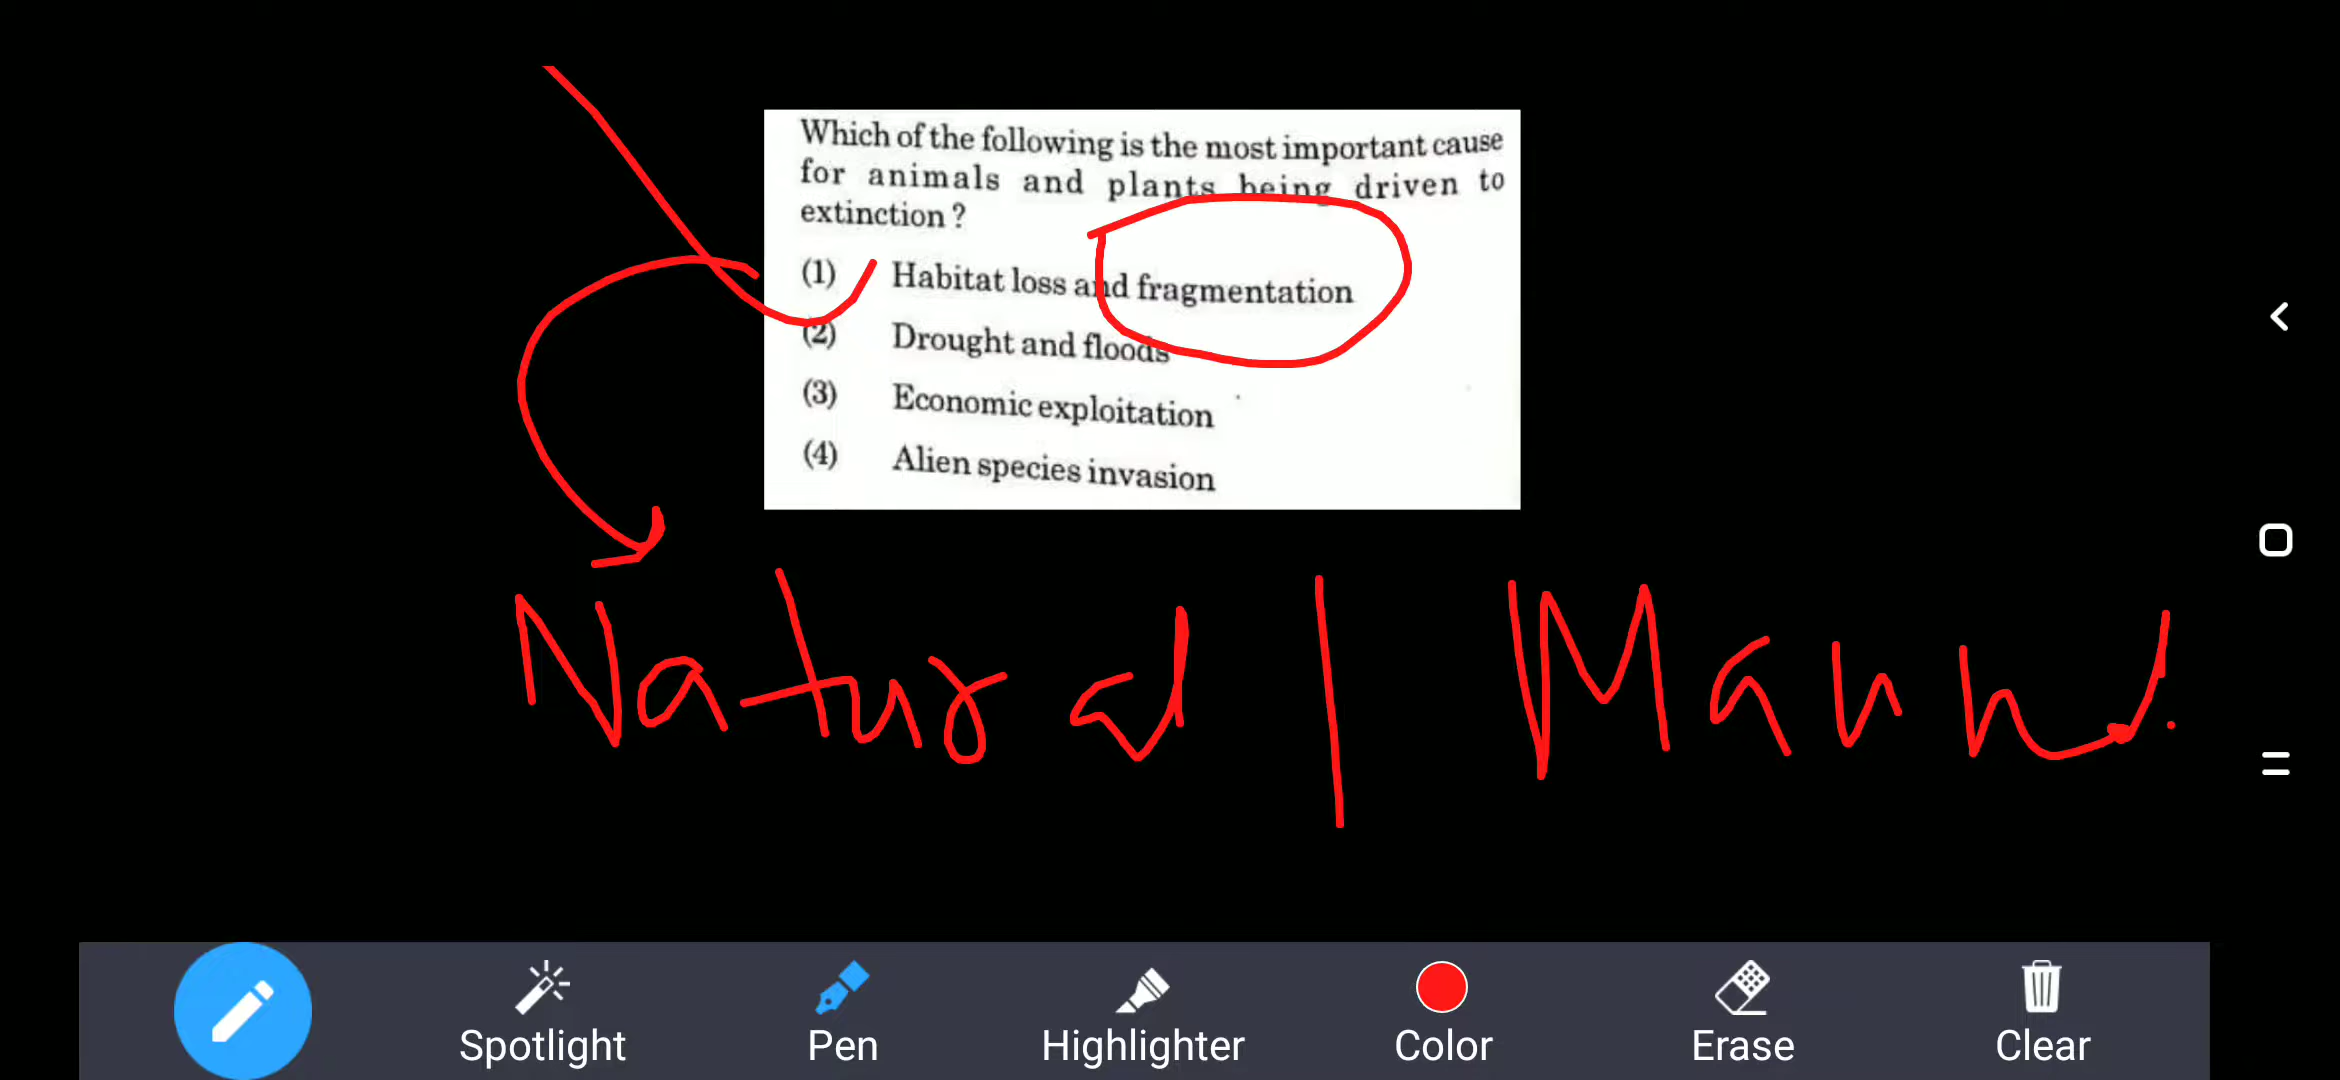 Which of the following is the most important cause
for animals and plants being driven to
extinction ?
(1) Habitat loss and fragmentation
(2) Drought and floods
(3) Economic exploitation
(4) Alien species invasion
Natural |
Spotlight Pen Highlighter Color Erase Clear